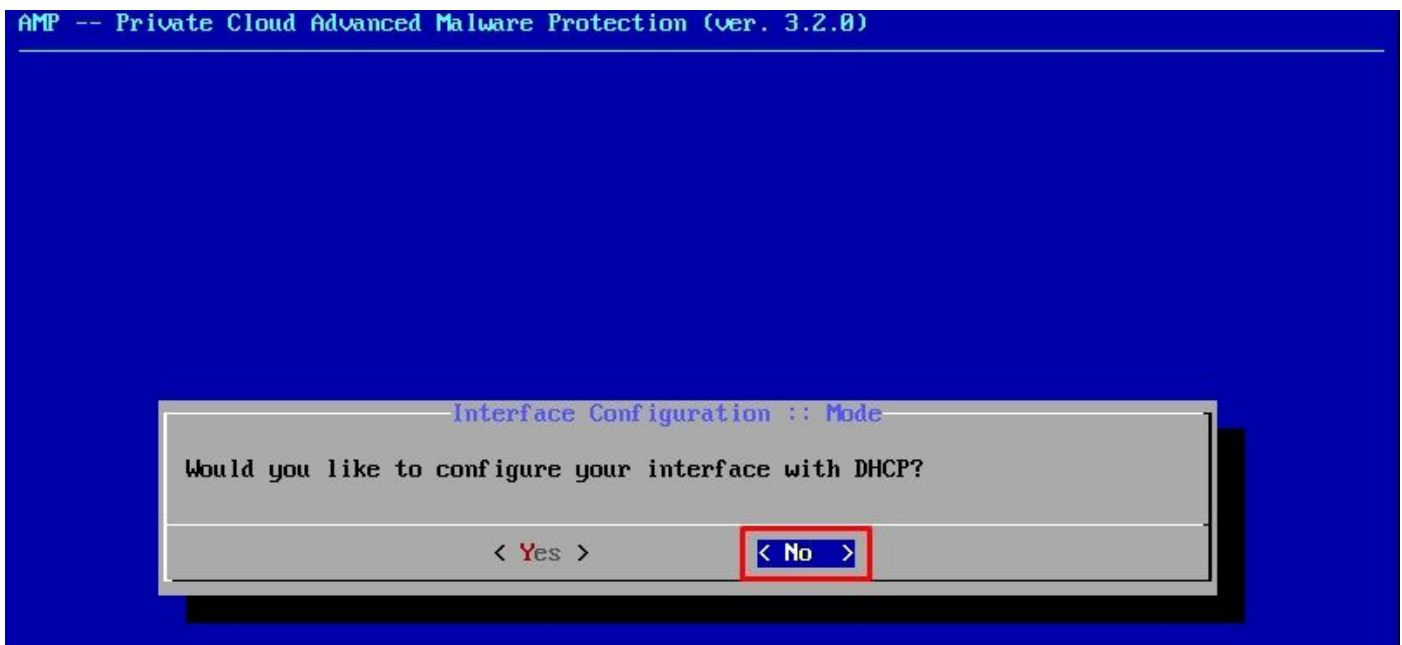 AMP -- Private Cloud Advanced Malware Protection (ver. 3.2.0)
Interface Configuration :: Mode
Would you like to configure your interface with DHCP?
< Yes > < No >